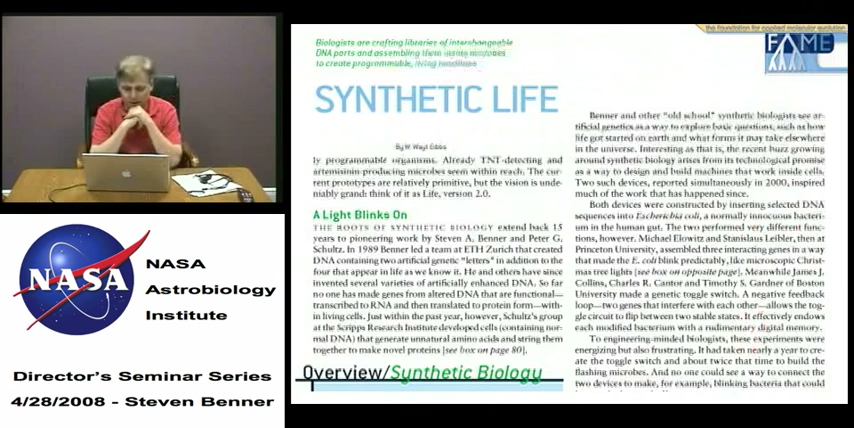 NASA
NASA
Astrobiology
Institute
Director's Seminar Series
4/28/2008 - Steven Benner
the foundation for applied molecular evolution
FAME
Biologists are crafting libraries of interchangeable
DNA parts and assembling them inside microbes
to create programmable, living machines
SYNTHETIC LIFE
By W. Wayt Gibbs
ly programmable organisms. Already TNT-detecting and
artemisinin-producing microbes seem within reach. The cur-
rent prototypes are relatively primitive, but the vision is unde-
niably grand: think of it as Life, version 2.0.
A Light Blinks On
THE ROOTS OF SYNTHETIC BIOLOGY extend back 15
years to pioneering work by Steven A. Benner and Peter G.
Schultz. In 1989 Benner led a team at ETH Zurich that created
DNA containing two artificial genetic "letters" in addition to the
four that appear in life as we know it. He and others have since
invented several varieties of artificially enhanced DNA. So far
no one has made genes from altered DNA that are functional—
transcribed to RNA and then translated to protein form—with-
in living cells. Just within the past year, however, Schultz's group
at the Scripps Research Institute developed cells (containing nor-
mal DNA) that generate unnatural amino acids and string them
together to make novel proteins [see box on page 80].
Overview/Synthetic Biology
Benner and other "old school" synthetic biologists see ar-
tificial genetics as a way to explore basic questions, such as how
life got started on earth and what forms it may take elsewhere
in the universe. Interesting as that is, the recent buzz growing
around synthetic biology arises from its technological promise
as a way to design and build machines that work inside cells.
Two such devices, reported simultaneously in 2000, inspired
much of the work that has happened since.
Both devices were constructed by inserting selected DNA
sequences into Escherichia coli, a normally innocuous bacteri-
um in the human gut. The two performed very different func-
tions, however. Michael Elowitz and Stanislaus Leibler, then at
Princeton University, assembled three interacting genes in a way
that made the E. coli blink predictably, like microscopic Christ-
mas tree lights [see box on opposite page]. Meanwhile James J.
Collins, Charles R. Cantor and Timothy S. Gardner of Boston
University made a genetic toggle switch. A negative feedback
loop—two genes that interfere with each other—allows the tog-
gle circuit to flip between two stable states. It effectively endows
each modified bacterium with a rudimentary digital memory.
To engineering-minded biologists, these experiments were
energizing but also frustrating. It had taken nearly a year to cre-
ate the toggle switch and about twice that time to build the
flashing microbes. And no one could see a way to connect the
two devices to make, for example, blinking bacteria that could